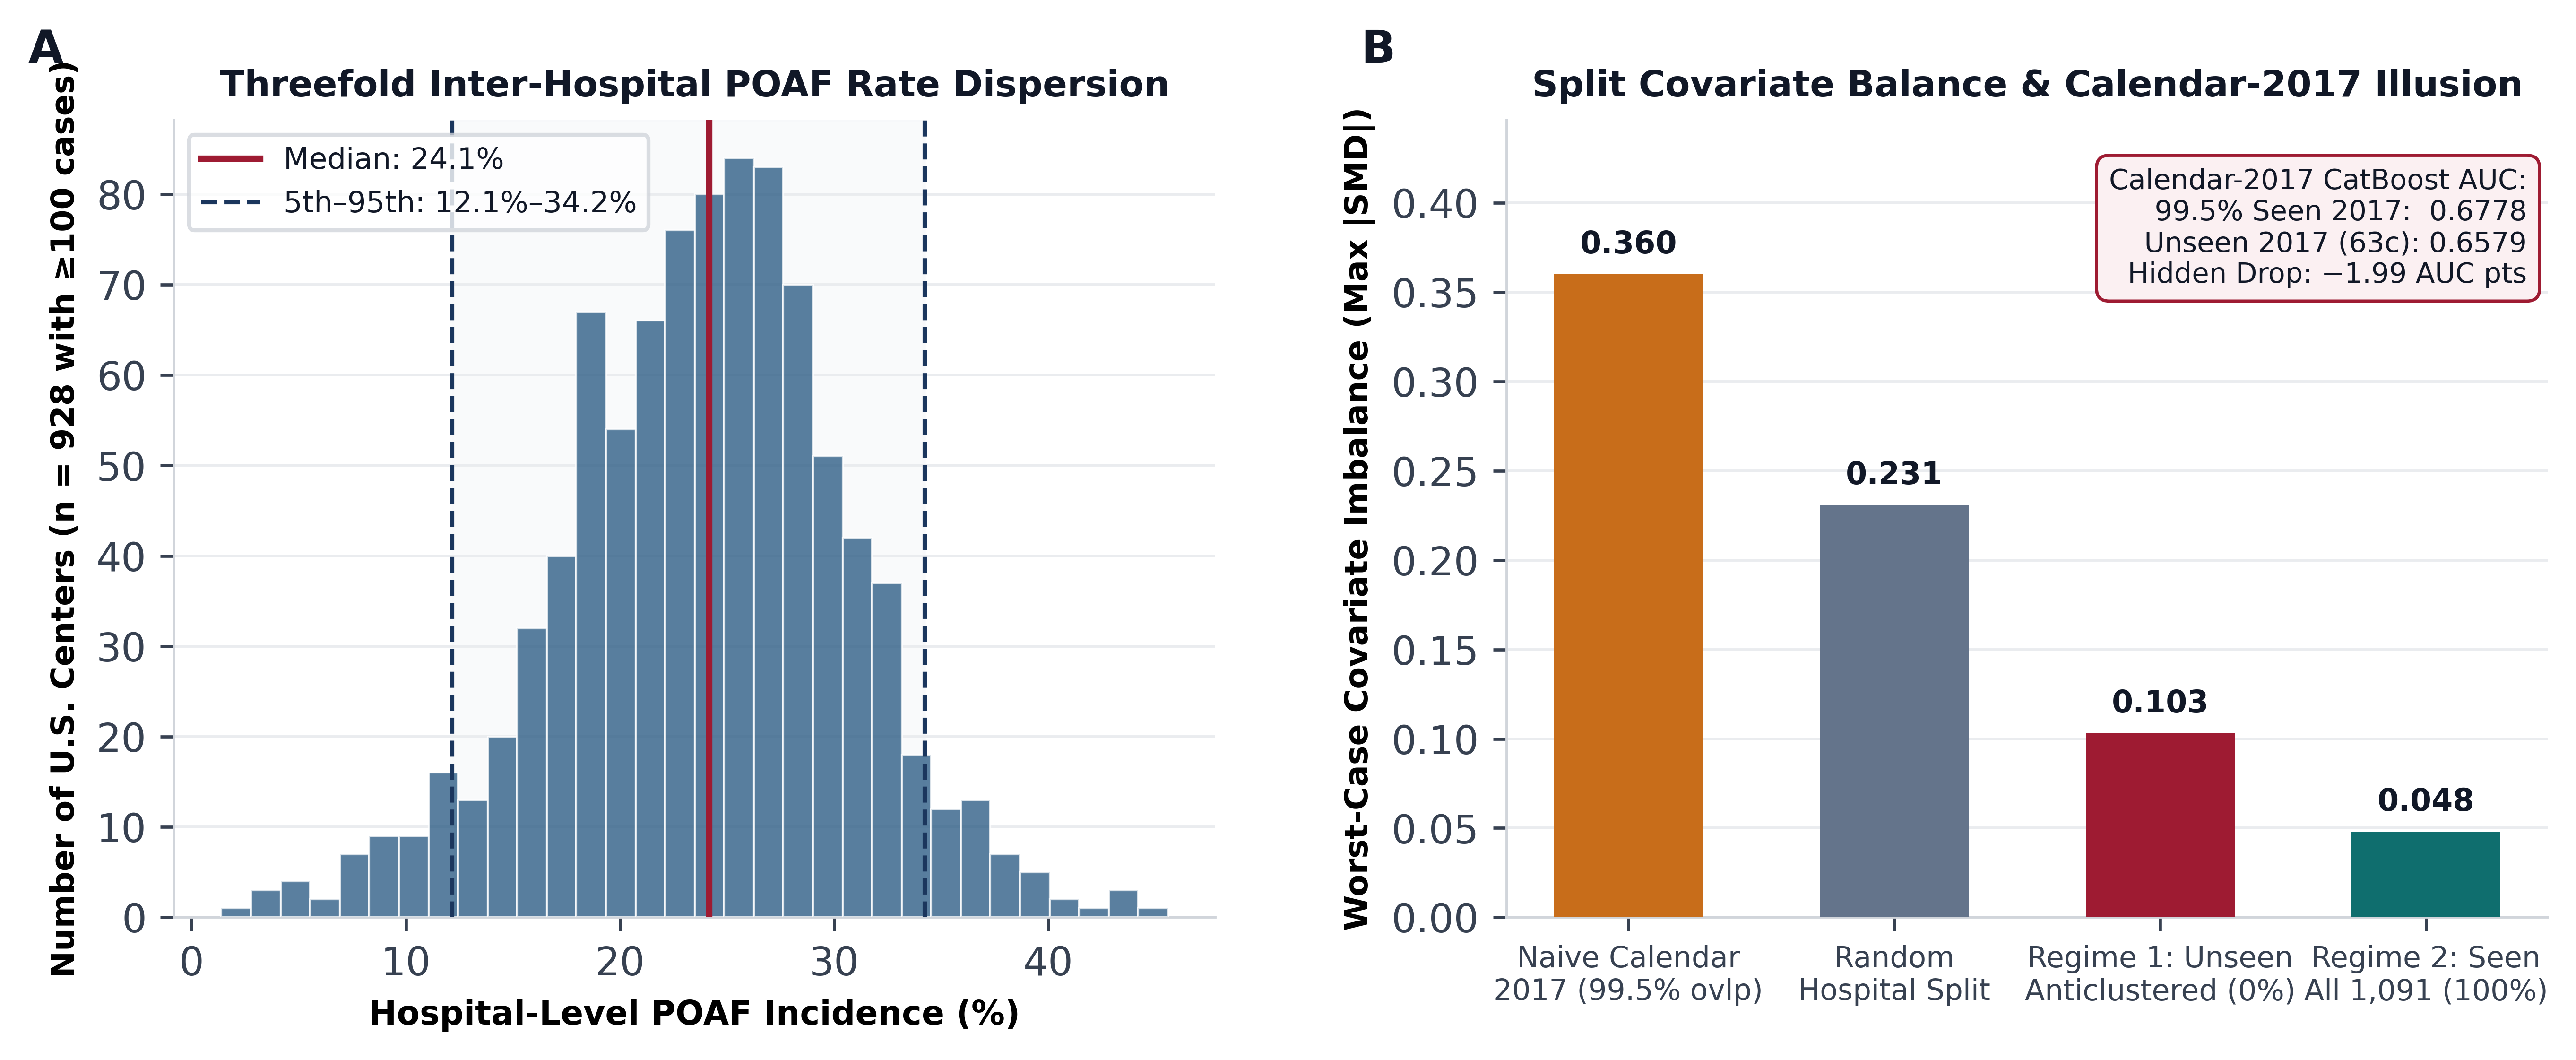 A
Threefold Inter-Hospital POAF Rate Dispersion
Number of U.S. Centers (n = 928 with ≥100 cases)
Median: 24.1%
5th–95th: 12.1%–34.2%
80
70
60
50
40
30
20
10
0
0 10 20 30 40
Hospital-Level POAF Incidence (%)
B
Split Covariate Balance & Calendar-2017 Illusion
Worst-Case Covariate Imbalance (Max |SMD|)
Calendar-2017 CatBoost AUC:
99.5% Seen 2017:  0.6778
Unseen 2017 (63c): 0.6579
Hidden Drop: −1.99 AUC pts
0.40
0.35
0.30
0.25
0.20
0.15
0.10
0.05
0.00
0.360
0.231
0.103
0.048
Naive Calendar
2017 (99.5% ovlp)
Random
Hospital Split
Regime 1: Unseen
Anticlustered (0%)
Regime 2: Seen
All 1,091 (100%)